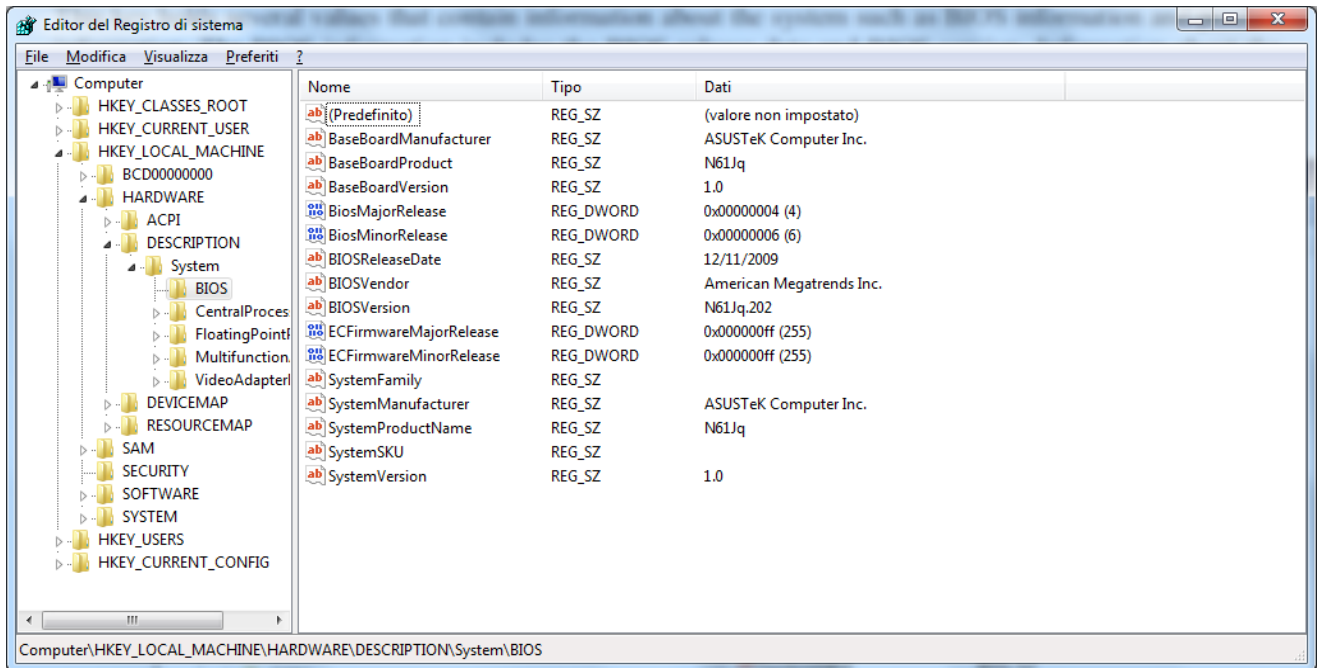 Editor del Registro di sistema
File Modifica Visualizza Preferiti ?
Computer
HKEY_CLASSES_ROOT
HKEY_CURRENT_USER
HKEY_LOCAL_MACHINE
BCD00000000
HARDWARE
ACPI
DESCRIPTION
System
BIOS
CentralProces
FloatingPoint
Multifunction.
VideoAdapter
DEVICEMAP
RESOURCEMAP
SAM
SECURITY
SOFTWARE
SYSTEM
HKEY_USERS
HKEY_CURRENT_CONFIG
Nome Tipo Dati
(Predefinito) REG_SZ (valore non impostato)
BaseBoardManufacturer REG_SZ ASUSTeK Computer Inc.
BaseBoardProduct REG_SZ N61Jq
BaseBoardVersion REG_SZ 1.0
BiosMajorRelease REG_DWORD 0x00000004 (4)
BiosMinorRelease REG_DWORD 0x00000006 (6)
BIOSReleaseDate REG_SZ 12/11/2009
BIOSVendor REG_SZ American Megatrends Inc.
BIOSVersion REG_SZ N61Jq.202
ECFirmwareMajorRelease REG_DWORD 0x000000ff (255)
ECFirmwareMinorRelease REG_DWORD 0x000000ff (255)
SystemFamily REG_SZ
SystemManufacturer REG_SZ ASUSTeK Computer Inc.
SystemProductName REG_SZ N61Jq
SystemSKU REG_SZ
SystemVersion REG_SZ 1.0
Computer\HKEY_LOCAL_MACHINE\HARDWARE\DESCRIPTION\System\BIOS